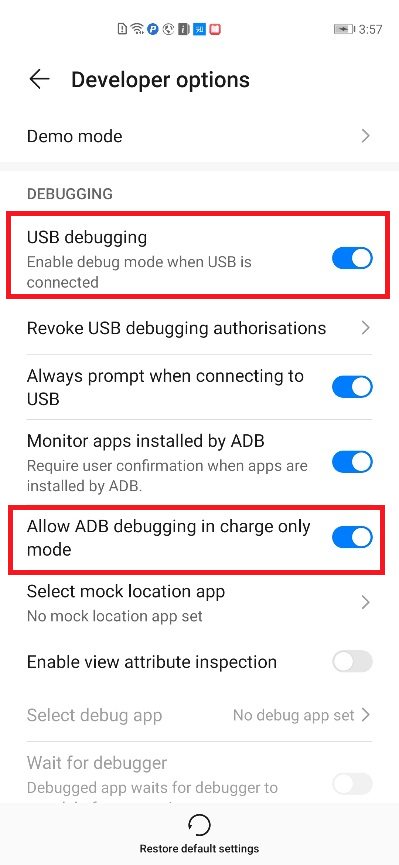 3:57
Developer options
Demo mode
DEBUGGING
USB debugging
Enable debug mode when USB is
connected
Revoke USB debugging authorisations
Always prompt when connecting to
USB
Monitor apps installed by ADB
Require user confirmation when apps are
installed by ADB.
Allow ADB debugging in charge only
mode
Select mock location app
No mock location app set
Enable view attribute inspection
Select debug app
No debug app set
Wait for debugger
Debugged app waits for debugger to
Restore default settings